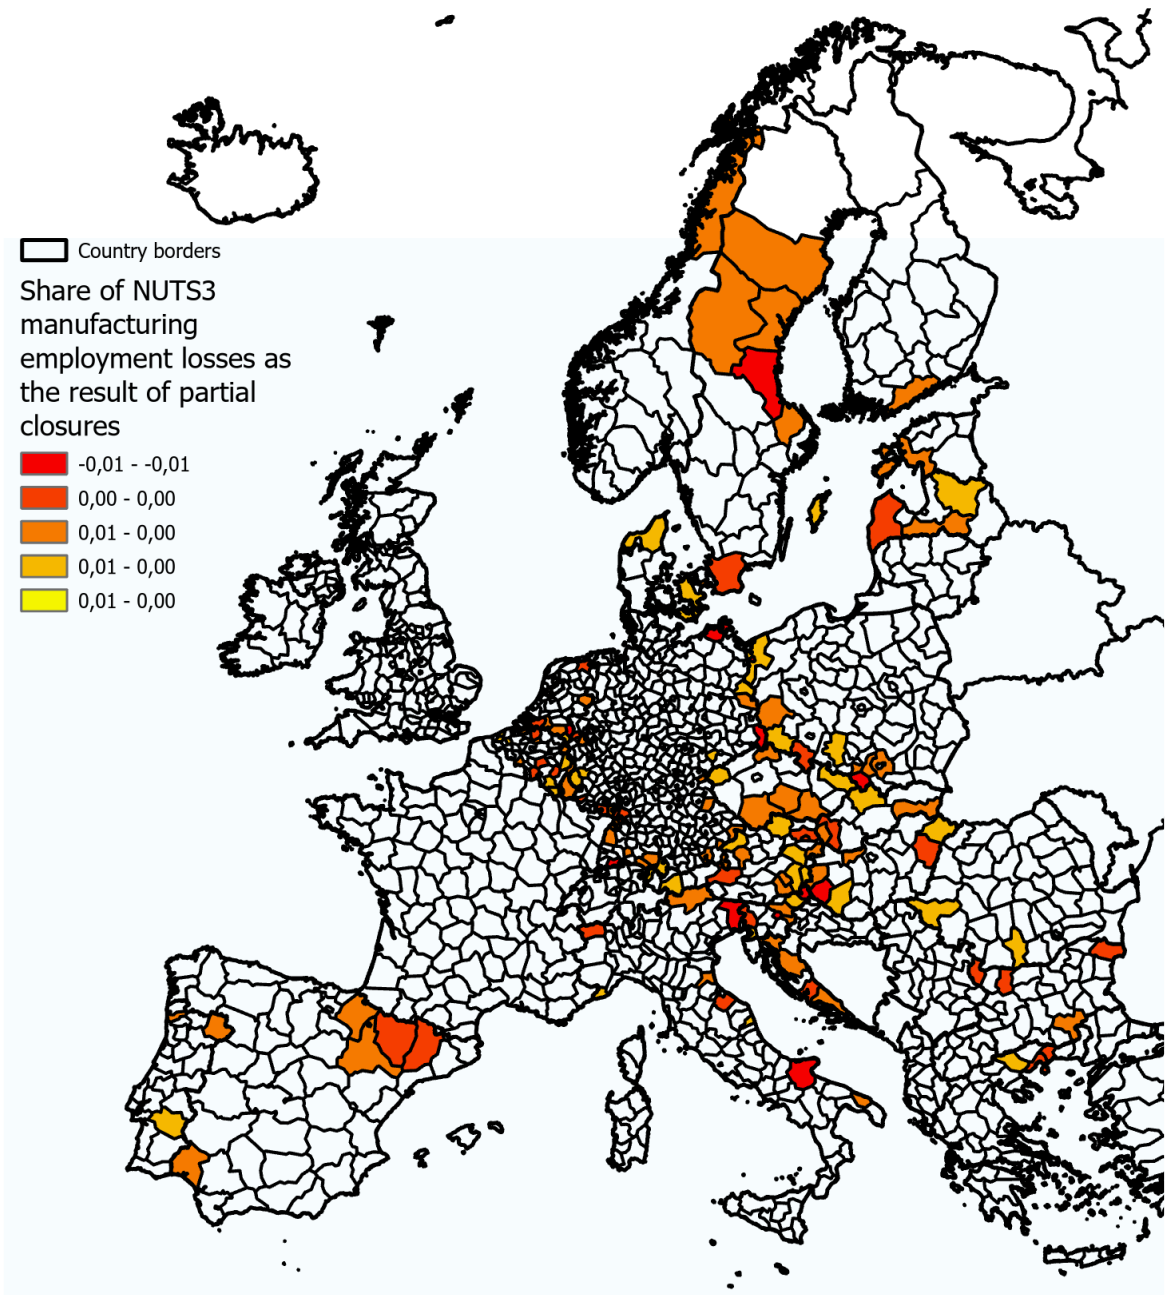 Country borders
Share of NUTS3
manufacturing
employment losses as
the result of partial
closures
-0,01 - -0,01
0,00 - 0,00
0,01 - 0,00
0,01 - 0,00
0,01 - 0,00